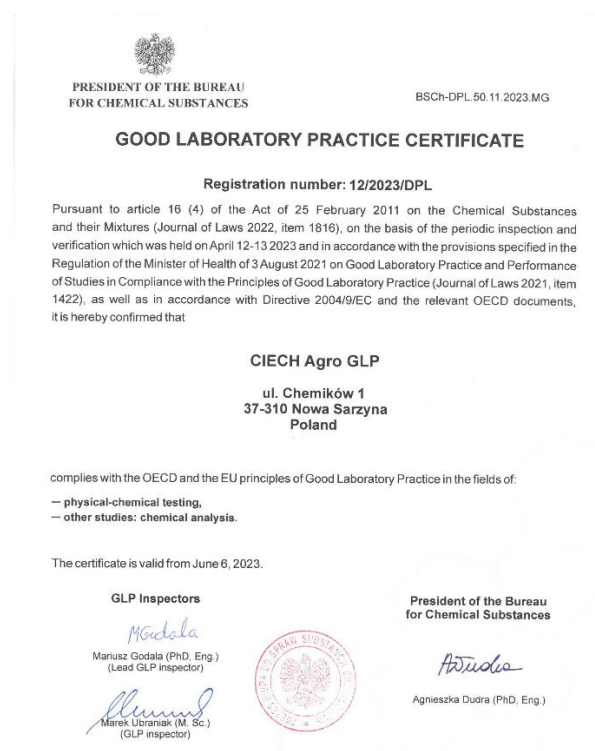 PRESIDENT OF THE BUREAU
FOR CHEMICAL SUBSTANCES
BSCh-DPL.50.11.2023.MG
GOOD LABORATORY PRACTICE CERTIFICATE
Registration number: 12/2023/DPL
Pursuant to article 16 (4) of the Act of 25 February 2011 on the Chemical Substances
and their Mixtures (Journal of Laws 2022, item 1816), on the basis of the periodic inspection and
verification which was held on April 12-13 2023 and in accordance with the provisions specified in the
Regulation of the Minister of Health of 3 August 2021 on Good Laboratory Practice and Performance
of Studies in Compliance with the Principles of Good Laboratory Practice (Journal of Laws 2021, item
1422), as well as in accordance with Directive 2004/9/EC and the relevant OECD documents,
it is hereby confirmed that
CIECH Agro GLP
ul. Chemików 1
37-310 Nowa Sarzyna
Poland
complies with the OECD and the EU principles of Good Laboratory Practice in the fields of:
— physical-chemical testing,
— other studies: chemical analysis.
The certificate is valid from June 6, 2023.
GLP Inspectors
MGodala
Mariusz Godala (PhD, Eng.)
(Lead GLP inspector)
Marek Ubraniak (M. Sc.)
(GLP inspector)
President of the Bureau
for Chemical Substances
ADudra
Agnieszka Dudra (PhD, Eng.)
DO SPRAW SUBSTANCJI